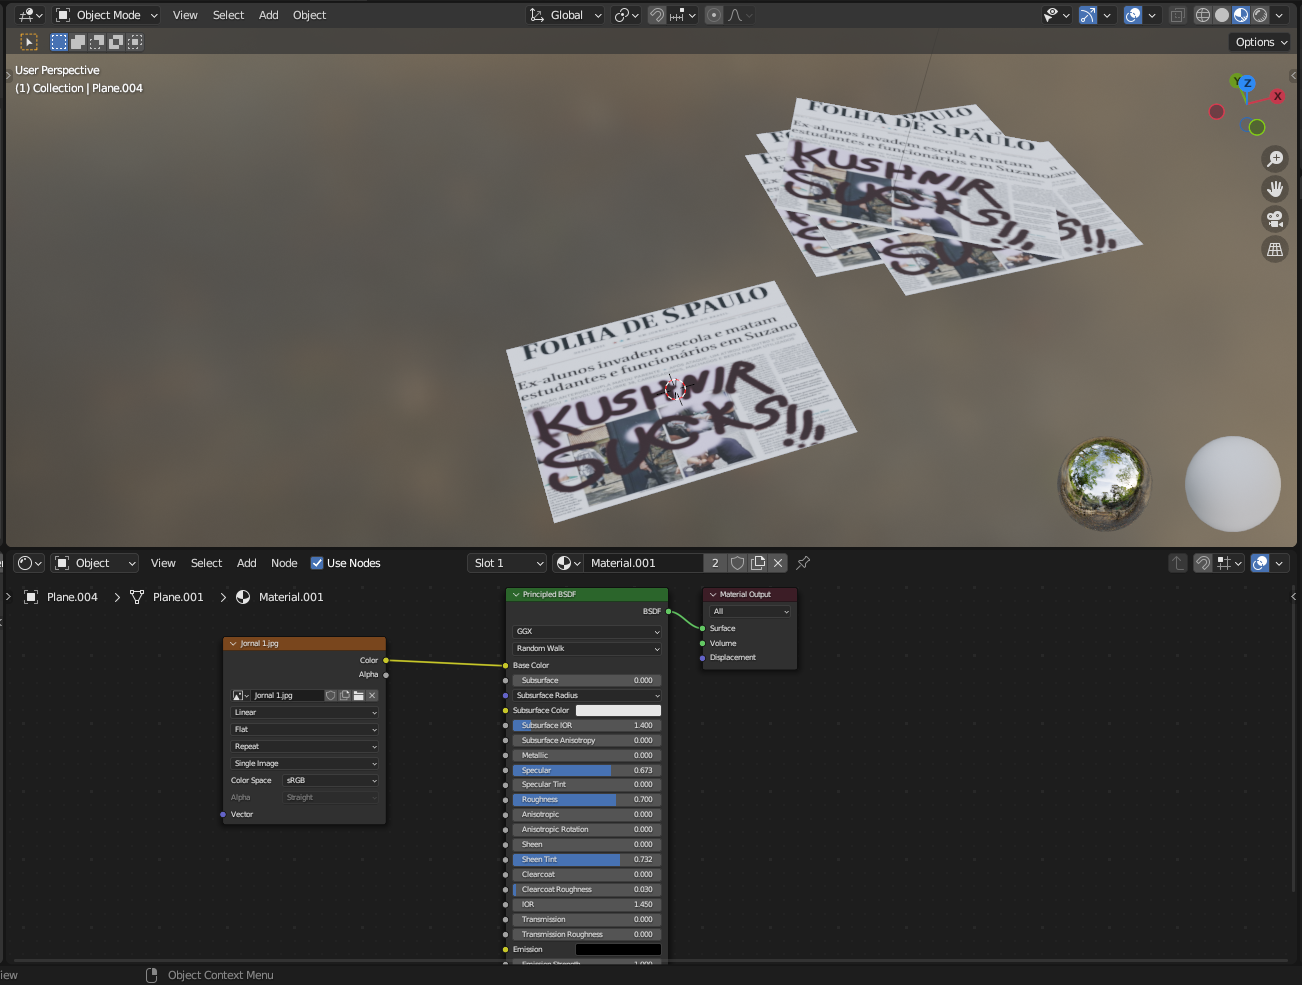 Object Mode View Select Add Object Global
Options
User Perspective
(1) Collection | Plane.004
Y Z X
FOLHA DE S.PAULO
FOLHA DE S.PAULO
Ex-alunos invadem escola e matam
estudantes e funcionários em Suzano
KUSHNIR
SUCKS!!!
FOLHA DE S.PAULO
Ex-alunos invadem escola e matam
estudantes e funcionários em Suzano
KUSHNIR
SUCKS!!!
Object View Select Add Node Use Nodes Slot 1 Material.001 2
Plane.004 > Plane.001 > Material.001
Jornal 1.jpg
Color
Alpha
Jornal 1.jpg
Linear
Flat
Repeat
Single Image
Color Space sRGB
Alpha Straight
Vector
Principled BSDF
BSDF
GGX
Random Walk
Base Color
Subsurface 0.000
Subsurface Radius
Subsurface Color
Subsurface IOR 1.400
Subsurface Anisotropy 0.000
Metallic 0.000
Specular 0.673
Specular Tint 0.000
Roughness 0.700
Anisotropic 0.000
Anisotropic Rotation 0.000
Sheen 0.000
Sheen Tint 0.732
Clearcoat 0.000
Clearcoat Roughness 0.030
IOR 1.450
Transmission 0.000
Transmission Roughness 0.000
Emission
Emission Strength 1.000
Material Output
All
Surface
Volume
Displacement
iew Object Context Menu